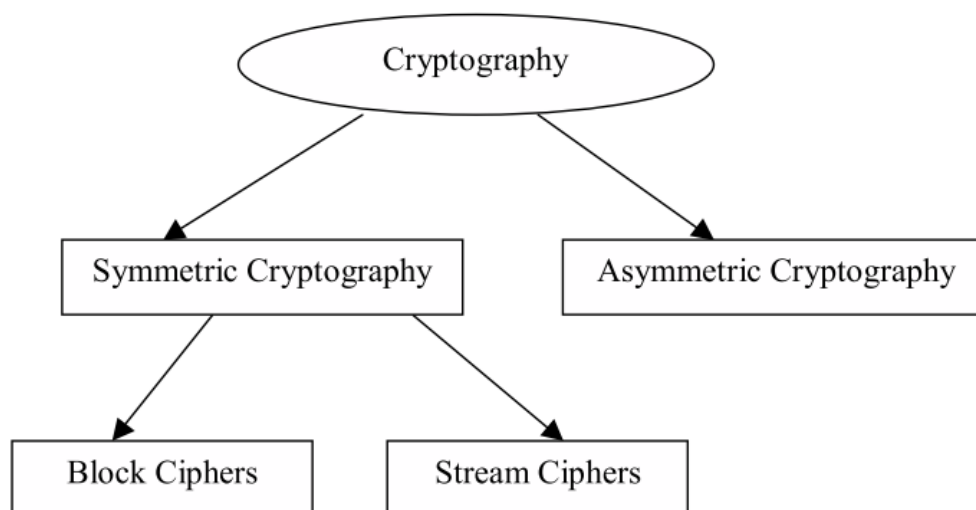 Cryptography
Symmetric Cryptography
Asymmetric Cryptography
Block Ciphers
Stream Ciphers